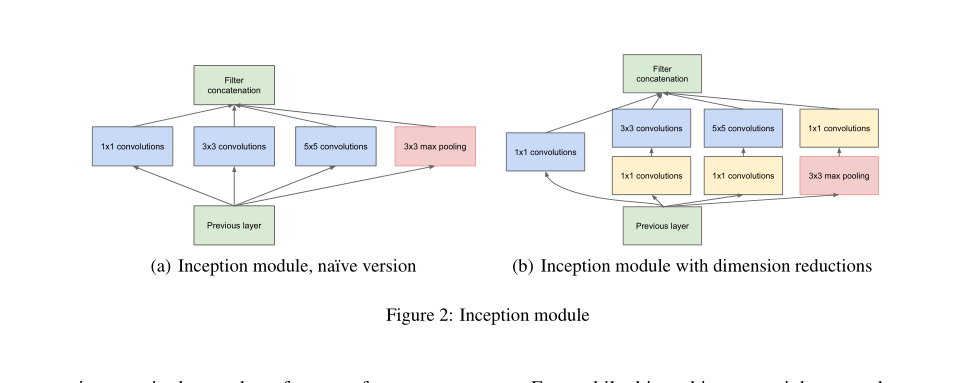 Filter
concatenation
1x1 convolutions
3x3 convolutions
5x5 convolutions
3x3 max pooling
Previous layer
(a) Inception module, naïve version
Filter
concatenation
1x1 convolutions
3x3 convolutions
5x5 convolutions
1x1 convolutions
1x1 convolutions
1x1 convolutions
3x3 max pooling
Previous layer
(b) Inception module with dimension reductions
Figure 2: Inception module